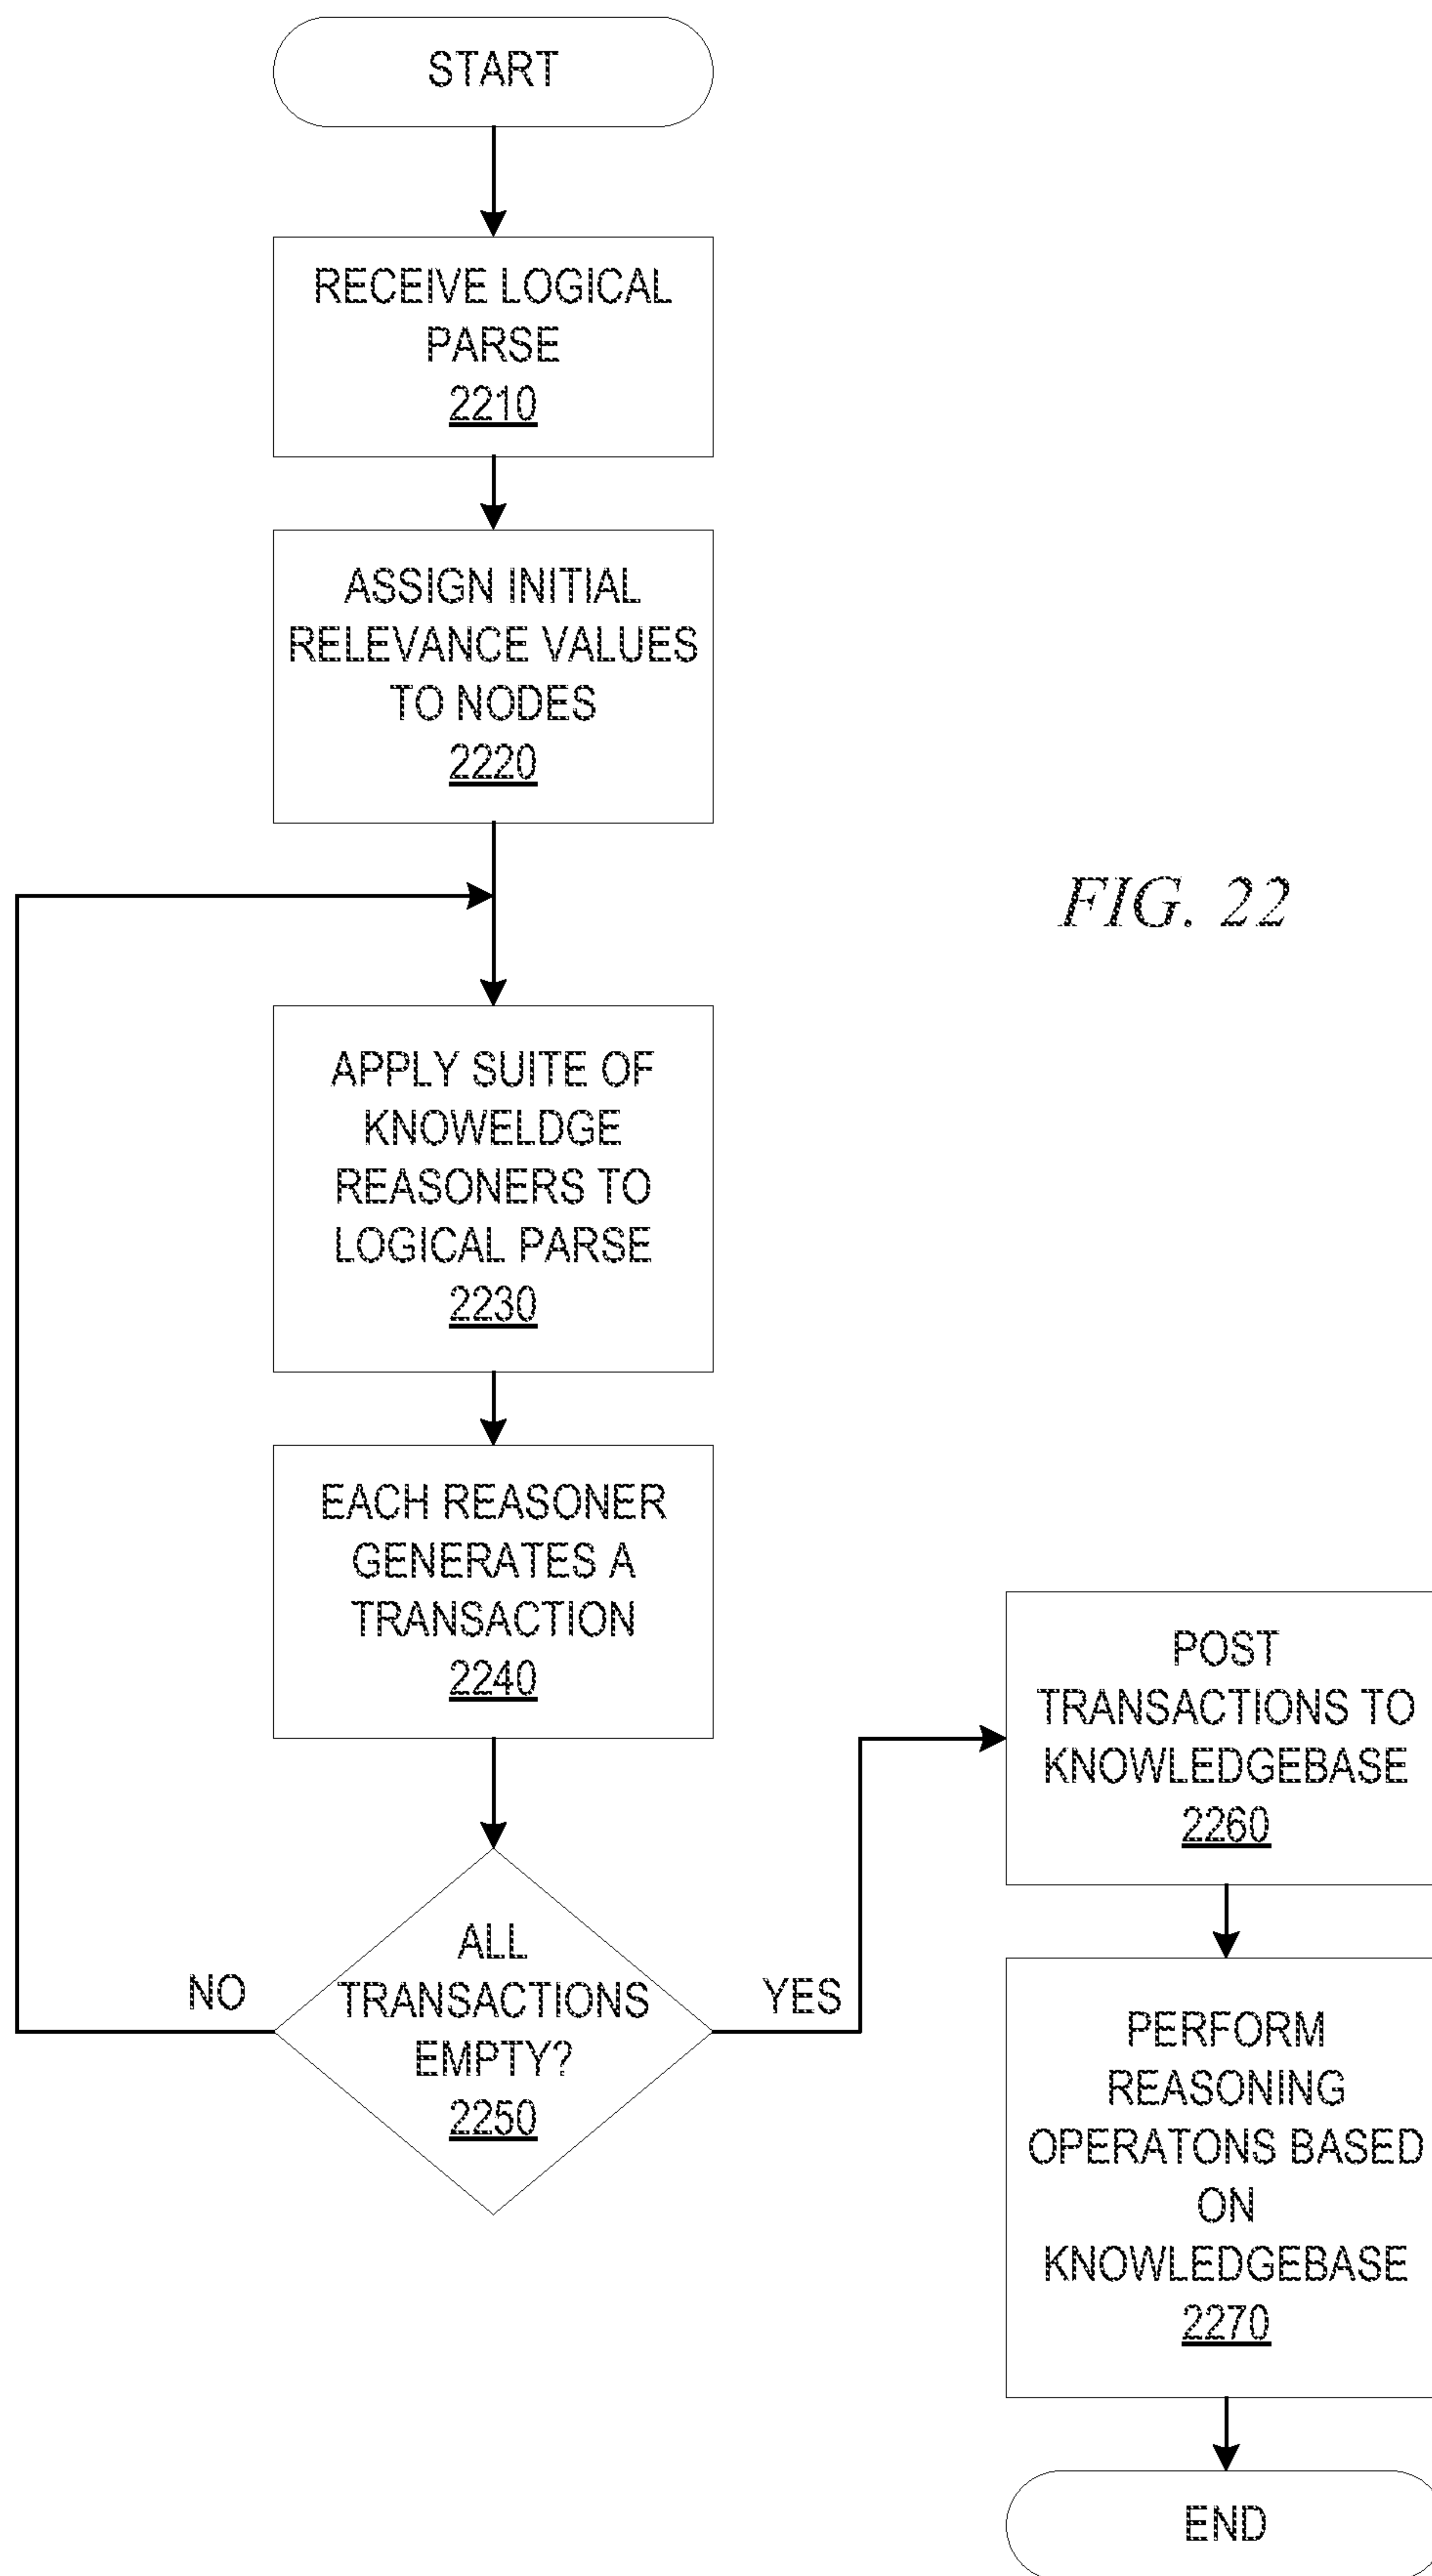 START
RECEIVE LOGICAL
PARSE
2210
ASSIGN INITIAL
RELEVANCE VALUES
TO NODES
2220
FIG. 22
APPLY SUITE OF
KNOWELDGE
REASONERS TO
LOGICAL PARSE
2230
EACH REASONER
GENERATES A
TRANSACTION
2240
ALL
TRANSACTIONS
EMPTY?
2250
NO
YES
POST
TRANSACTIONS TO
KNOWLEDGEBASE
2260
PERFORM
REASONING
OPERATONS BASED
ON
KNOWLEDGEBASE
2270
END